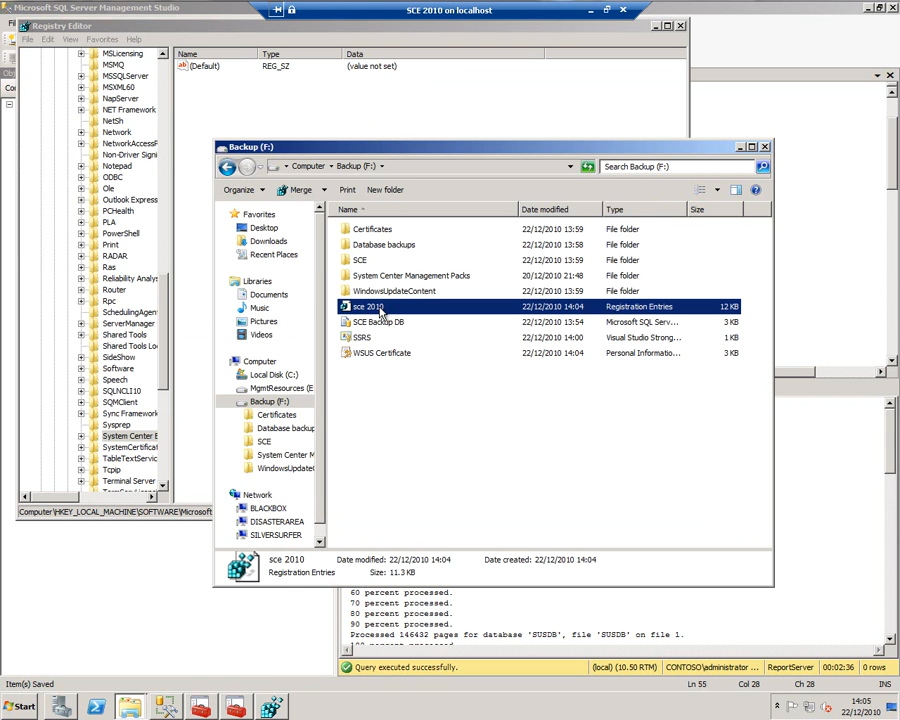 Microsoft SQL Server Management Studio
SCE 2010 on localhost
Registry Editor
File Edit View Favorites Help
Name Type Data
(Default) REG_SZ (value not set)
MSLicensing
MSMQ
MSSQLServer
MSXML60
NapServer
NET Framework
NetSh
Network
NetworkAccessP
Non-Driver Signi
Notepad
ODBC
Ole
Outlook Express
PCHealth
PLA
PowerShell
Print
RADAR
Ras
Reliability Analys
Router
Rpc
SchedulingAgen
ServerManager
Shared Tools
Shared Tools Lo
SideShow
Software
Speech
SQLNCLI10
SQMClient
Sync Framework
Sysprep
System Center E
SystemCertificat
TableTextServic
Tcpip
Terminal Server
Computer\HKEY_LOCAL_MACHINE\SOFTWARE\Microsoft
Backup (F:)
Computer Backup (F:)
Search Backup (F:)
Organize Merge Print New folder
Favorites
Desktop
Downloads
Recent Places
Libraries
Documents
Music
Pictures
Videos
Computer
Local Disk (C:)
MgmtResources (E
Backup (F:)
Certificates
Database backup
SCE
System Center M
WindowsUpdateC
Network
BLACKBOX
DISASTERAREA
SILVERSURFER
Name Date modified Type Size
Certificates 22/12/2010 13:59 File folder
Database backups 22/12/2010 13:58 File folder
SCE 22/12/2010 13:59 File folder
System Center Management Packs 20/12/2010 21:48 File folder
WindowsUpdateContent 22/12/2010 13:59 File folder
sce 2010 22/12/2010 14:04 Registration Entries 12 KB
SCE Backup DB 22/12/2010 13:54 Microsoft SQL Serv... 3 KB
SSRS 22/12/2010 14:00 Visual Studio Strong... 1 KB
WSUS Certificate 22/12/2010 14:04 Personal Informatio... 3 KB
sce 2010 Date modified: 22/12/2010 14:04 Date created: 22/12/2010 14:04
Registration Entries Size: 11.3 KB
60 percent processed.
70 percent processed.
80 percent processed.
90 percent processed.
Processed 146432 pages for database 'SUSDB', file 'SUSDB' on file 1.
Query executed successfully. (local) (10.50 RTM) CONTOSO\administrator ... ReportServer 00:02:36 0 rows
Item(s) Saved Ln 55 Col 28 Ch 28 INS
Start
14:05
22/12/2010